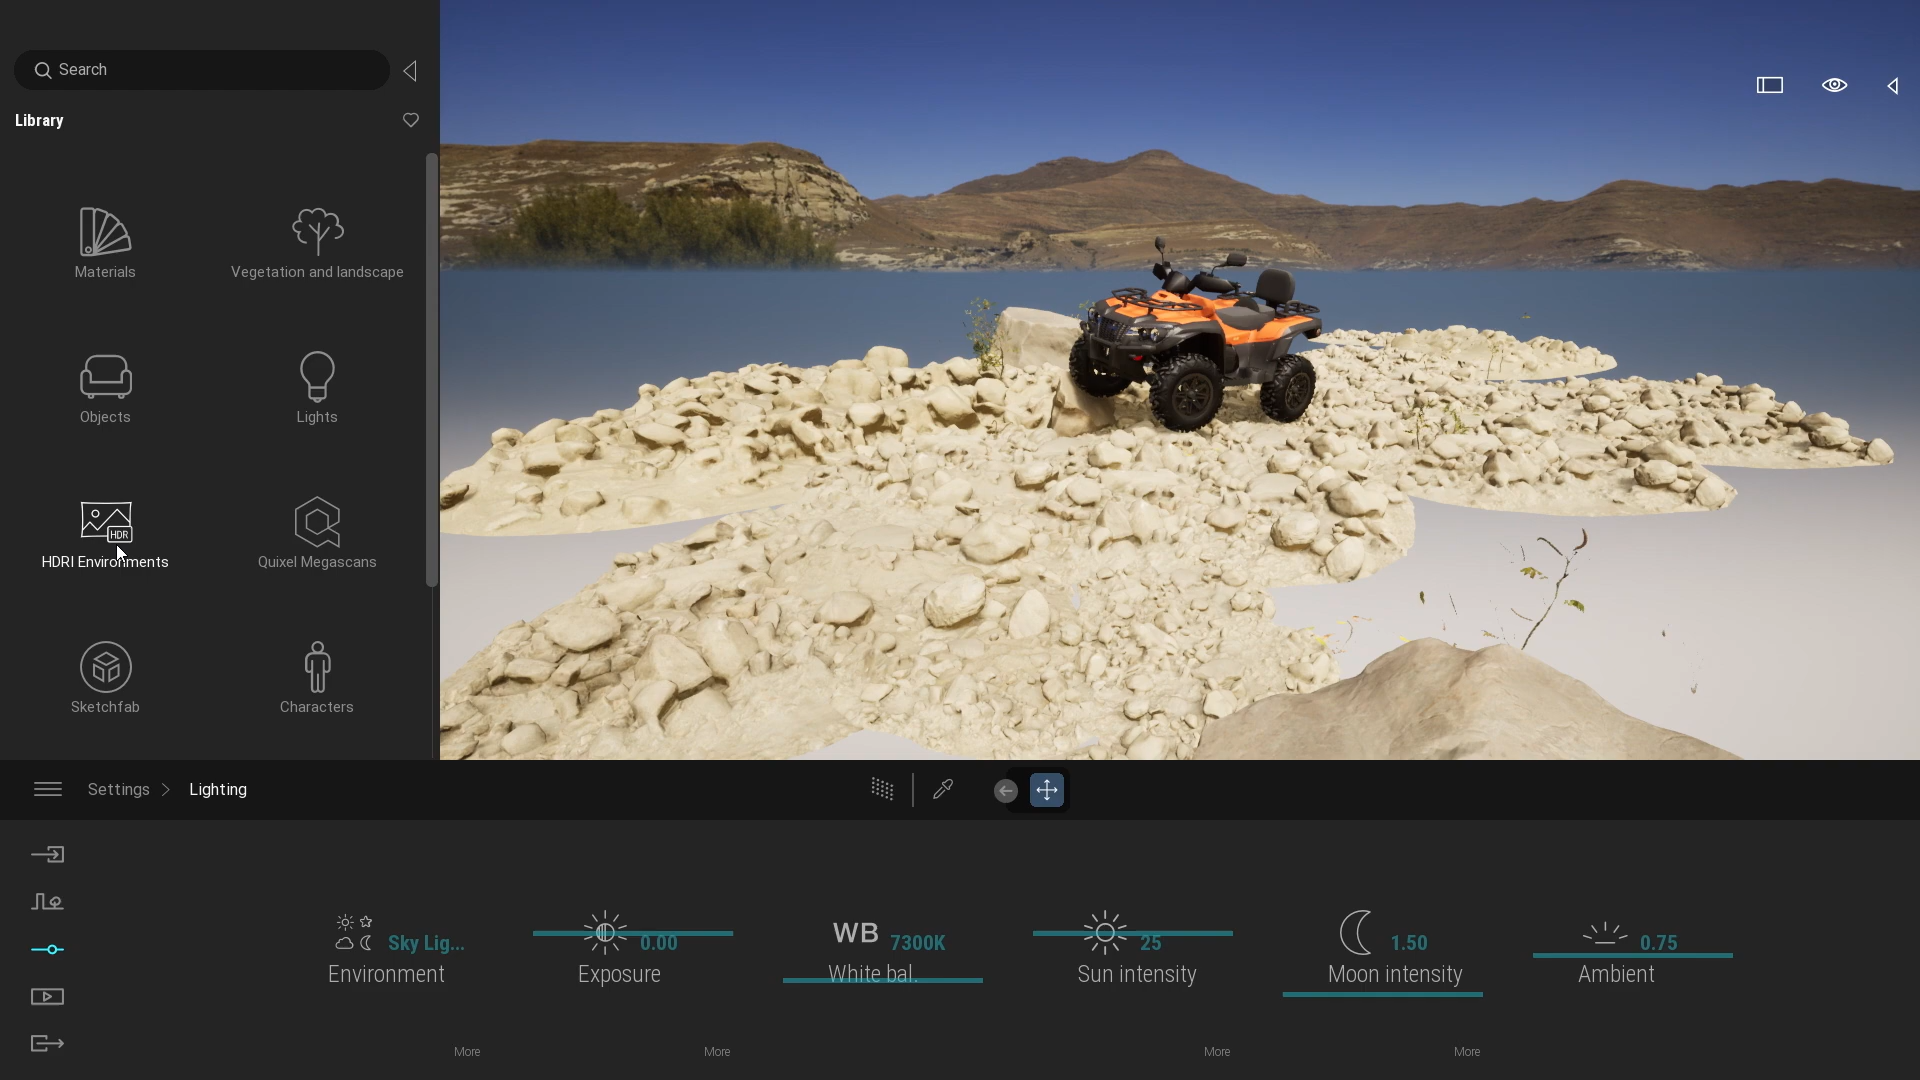 Search
Library
Materials
Vegetation and landscape
Objects
Lights
HDR
HDRI Environments
Quixel Megascans
Sketchfab
Characters
Settings
Lighting
Sky Lig...
Environment
0.00
Exposure
WB 7300K
White bal.
25
Sun intensity
1.50
Moon intensity
0.75
Ambient
More
More
More
More